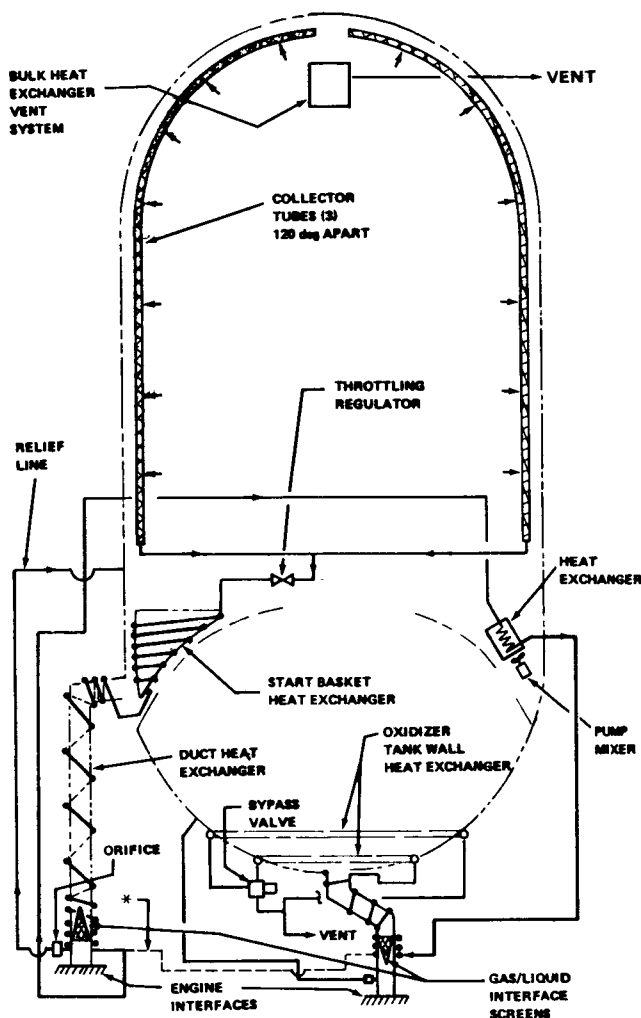 BULK HEAT
EXCHANGER
VENT
SYSTEM
VENT
COLLECTOR
TUBES (3)
120 deg APART
THROTTLING
REGULATOR
RELIEF
LINE
HEAT
EXCHANGER
START BASKET
HEAT EXCHANGER
PUMP
MIXER
OXIDIZER
TANK WALL
HEAT EXCHANGER
DUCT HEAT
EXCHANGER
BYPASS
VALVE
ORIFICE
*
VENT
ENGINE
INTERFACES
GAS/LIQUID
INTERFACE
SCREENS